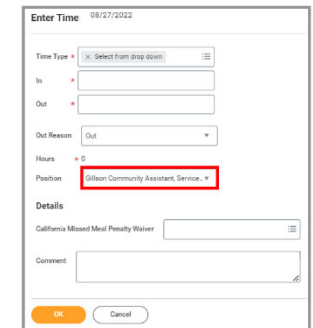 Enter Time 08/27/2022
Time Type * × Select from drop down
In *
Out *
Out Reason Out
Hours * 0
Position Gillson Community Assistant, Service..
Details
California Missed Meal Penalty Waiver
Comment
OK Cancel